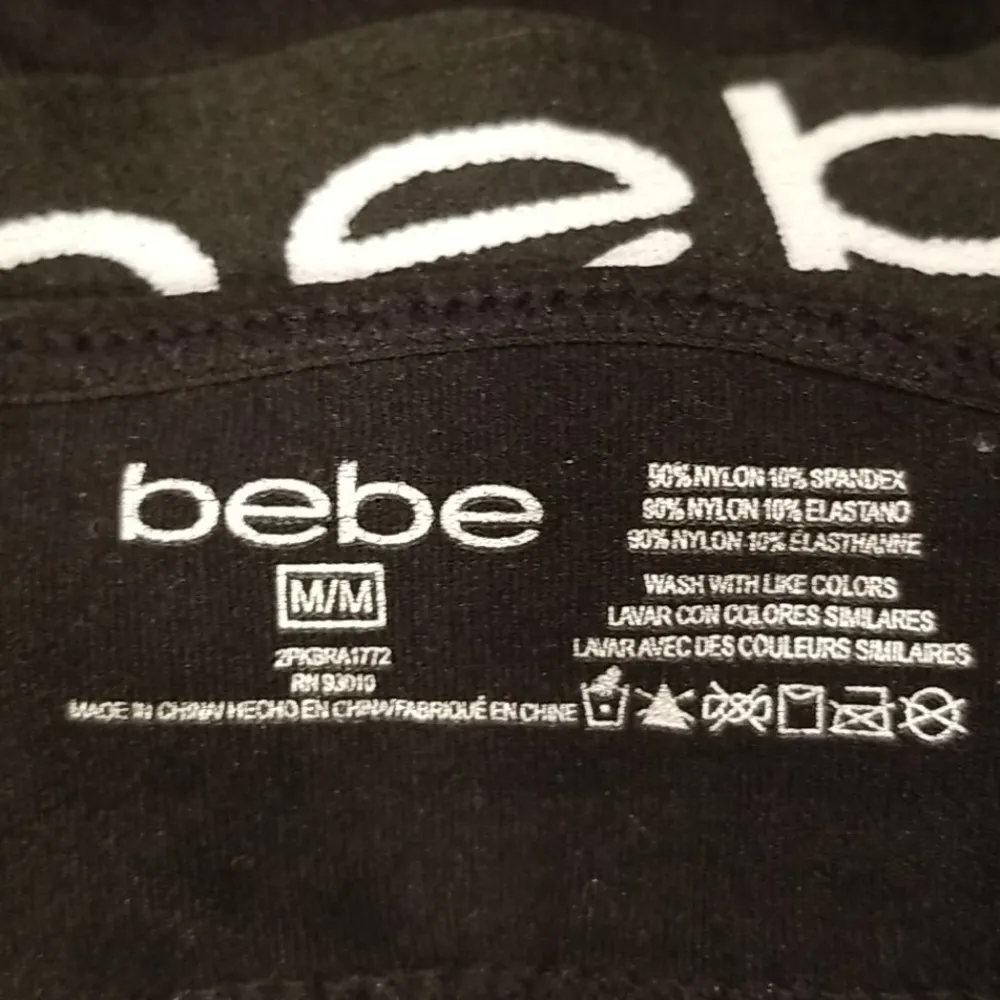 beb
bebe
M/M
2PKBRA1772
RN 93010
MADE IN CHINA/ HECHO EN CHINA/FABRIQUÉ EN CHINE
90% NYLON 10% SPANDEX
90% NYLON 10% ELASTANO
90% NYLON 10% ÉLASTHANNE
WASH WITH LIKE COLORS
LAVAR CON COLORES SIMILARES
LAVAR AVEC DES COULEURS SIMILAIRES